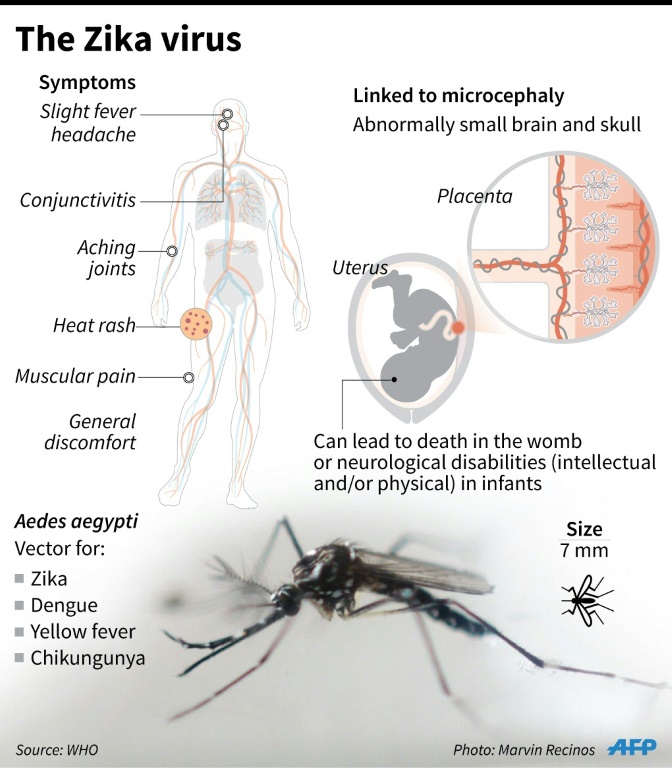 The Zika virus
Symptoms
Slight fever
headache
Conjunctivitis
Aching
joints
Heat rash
Muscular pain
General
discomfort
Linked to microcephaly
Abnormally small brain and skull
Placenta
Uterus
Can lead to death in the womb
or neurological disabilities (intellectual
and/or physical) in infants
Aedes aegypti
Vector for:
Zika
Dengue
Yellow fever
Chikungunya
Size
7 mm
Source: WHO
Photo: Marvin Recinos
AFP